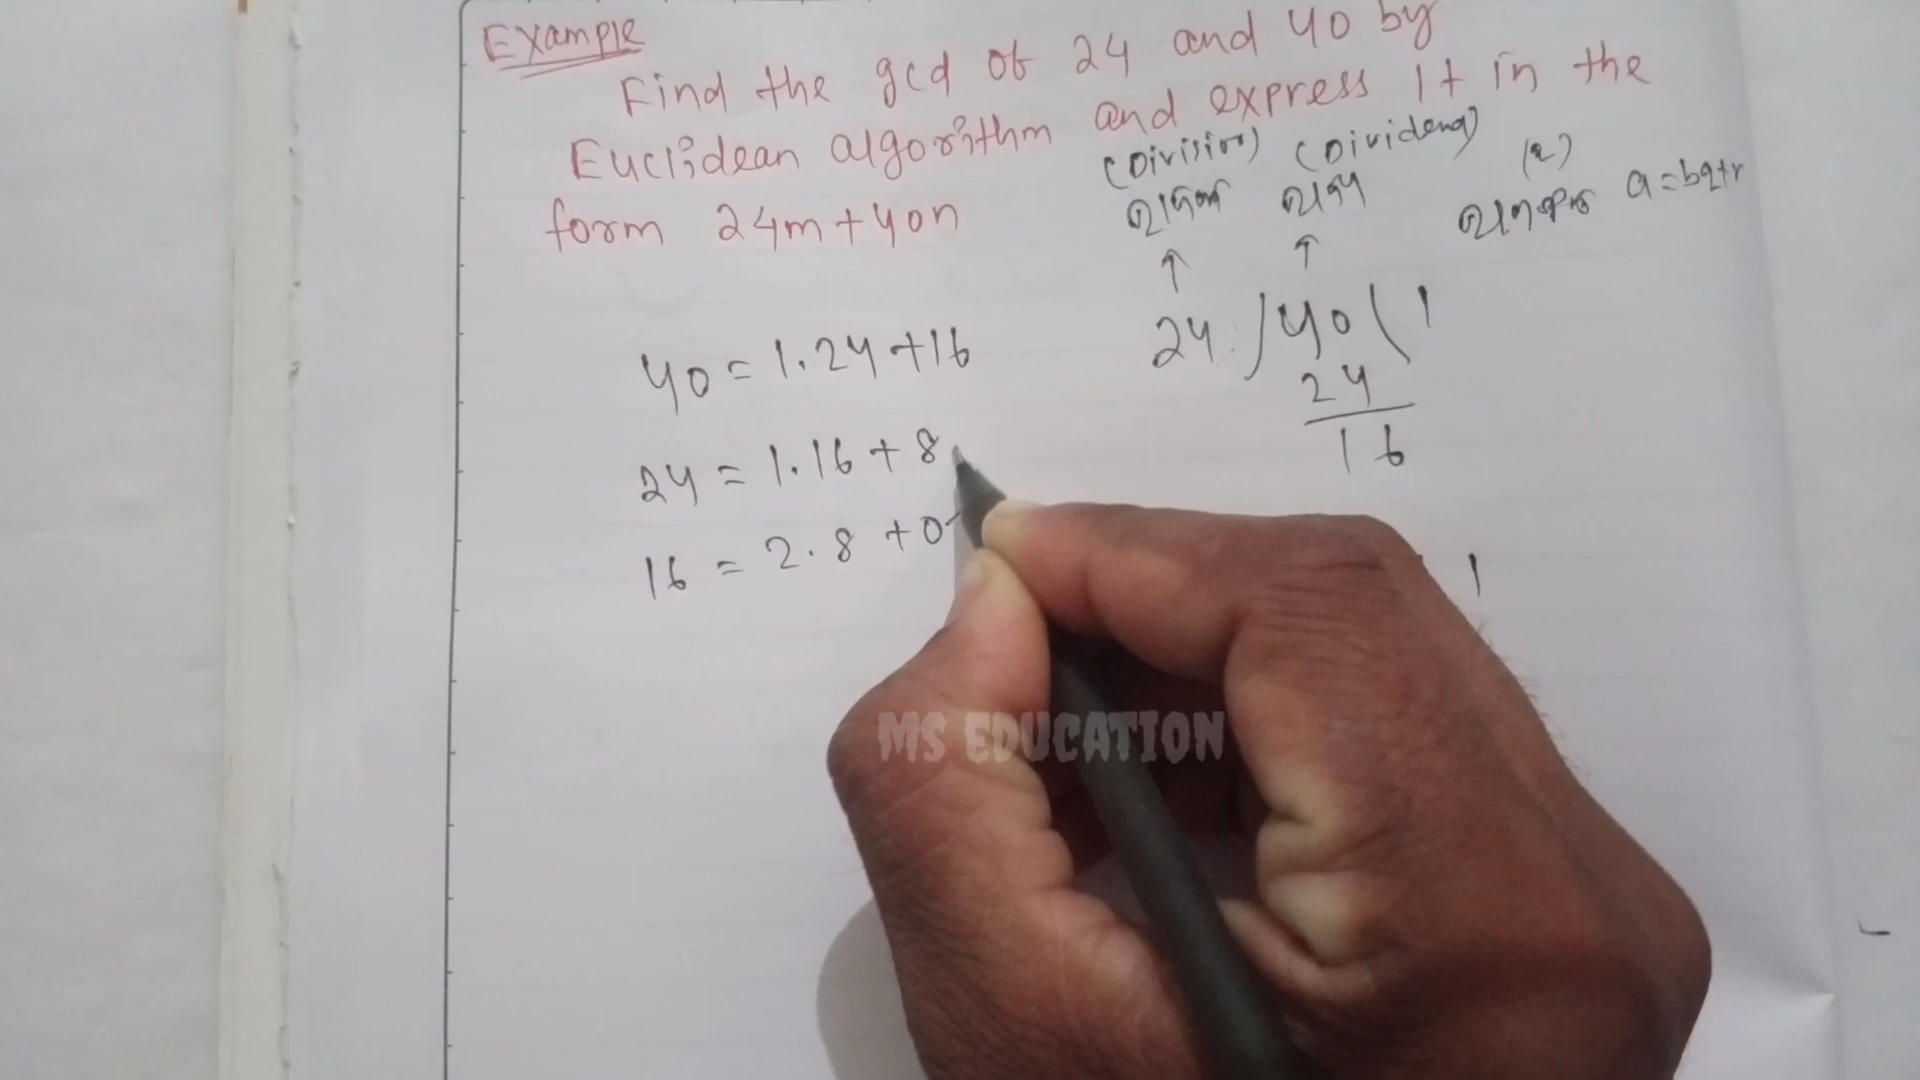 Example
Find the gcd of 24 and 40 by
Euclidean algorithm and express it in the
form 24m+40n
(Division) (Dividend)
ଭାଜକ ଭାଜ୍ୟ
a=bq+r
24 ) 40 ( 1
24
16
40 = 1.24+16
24 = 1.16 + 8
16 = 2.8 + 0
1
MS EDUCATION